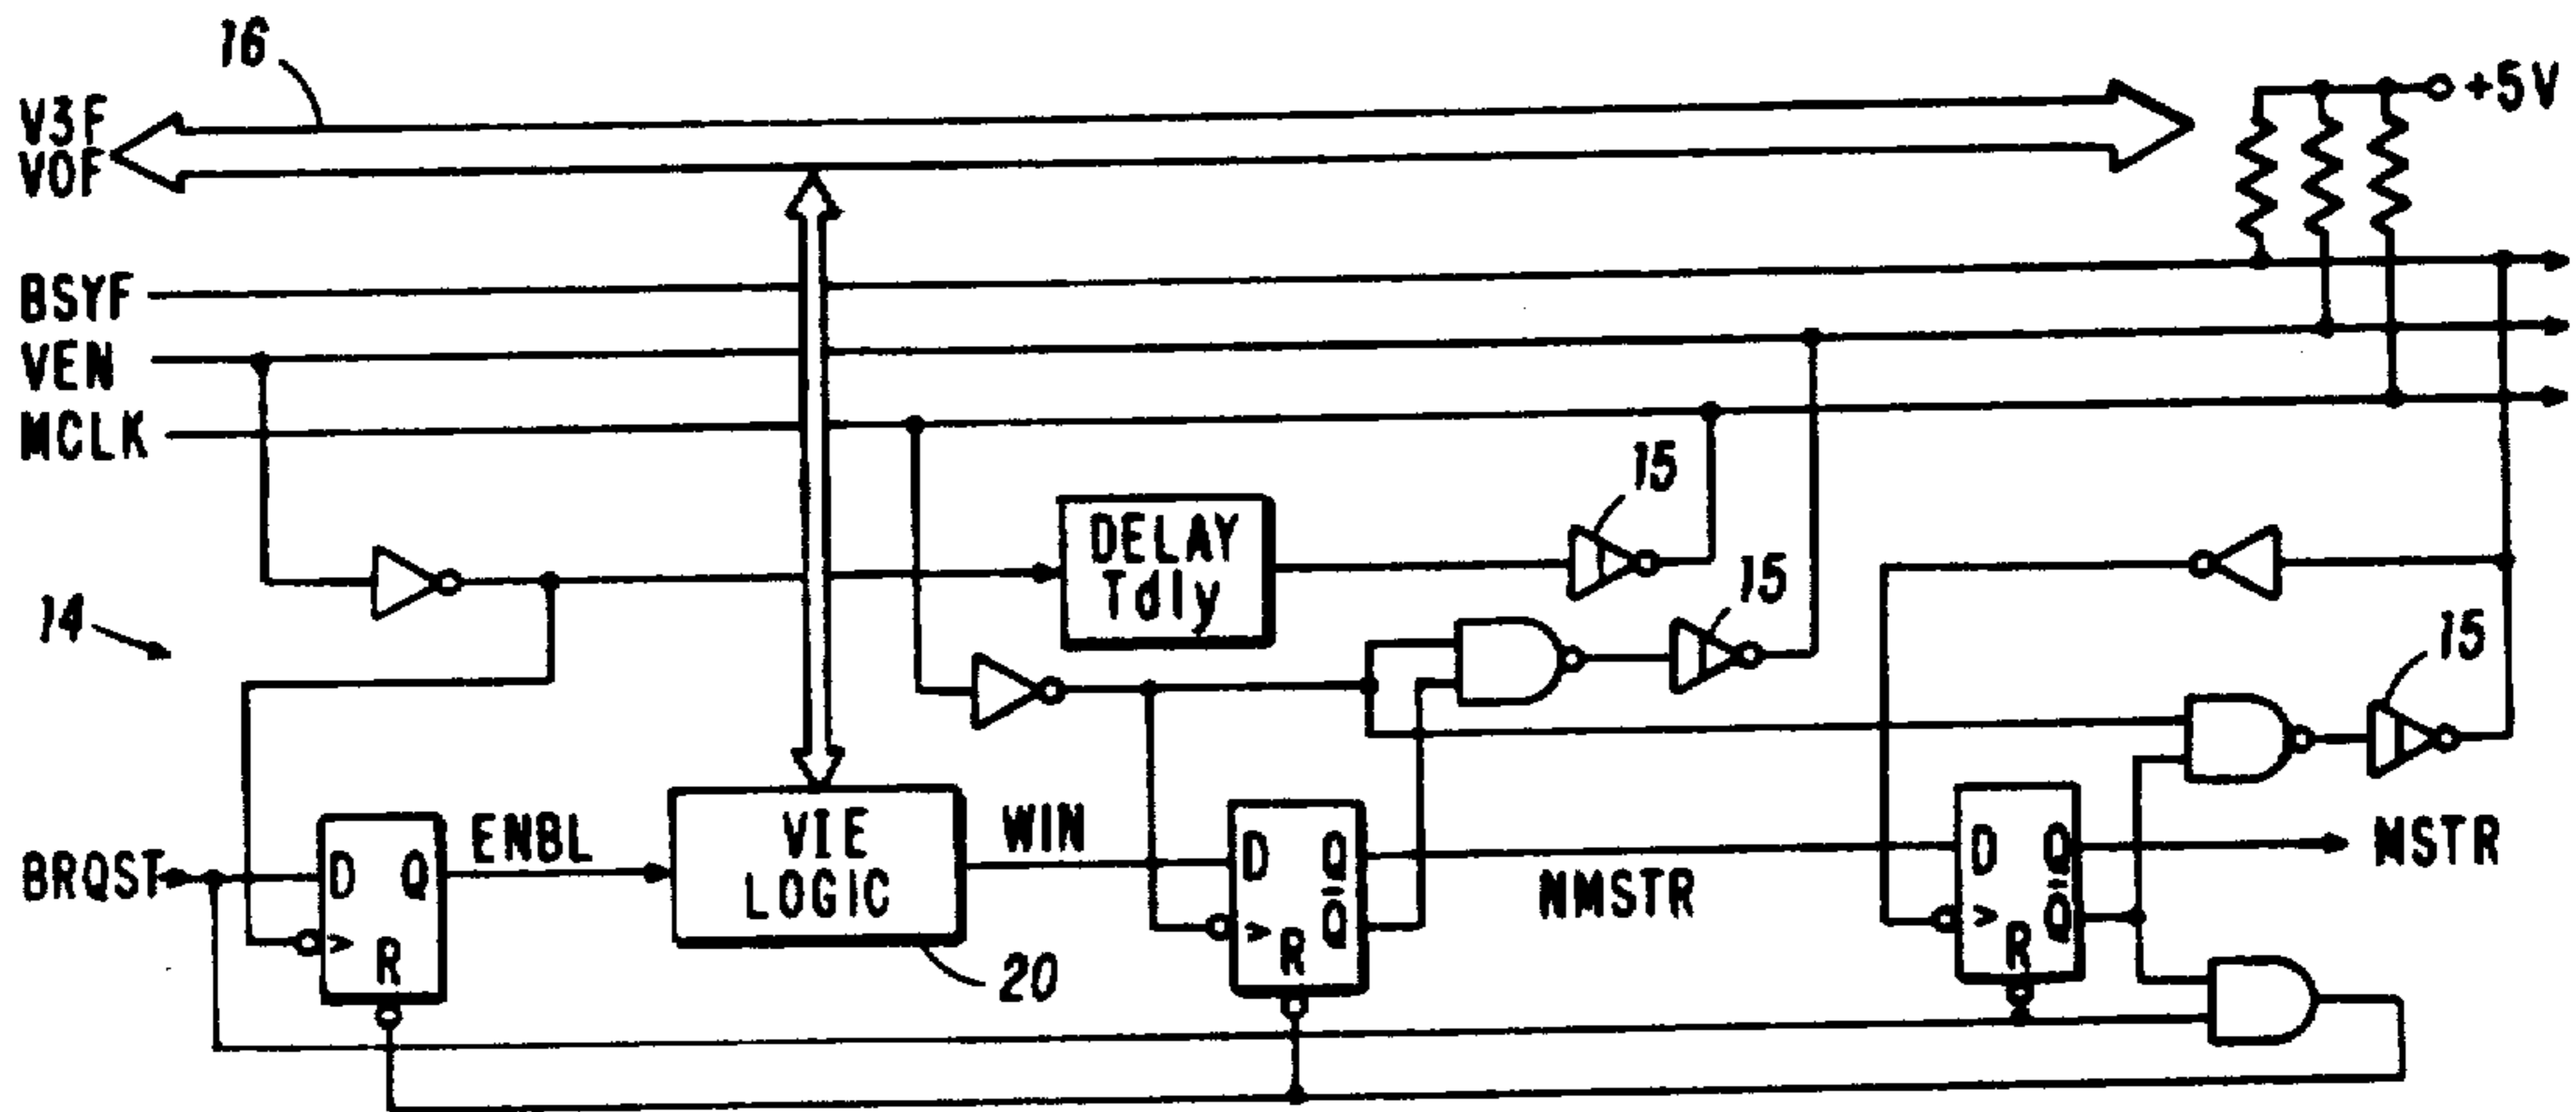 16
V3F
V0F
+5V
BSYF
VEN
MCLK
15
DELAY
Tdly
15
14
15
BRQST
D Q
>
R
ENBL
VIE
LOGIC
20
WIN
D Q
> Q̅
R
NMSTR
D Q
> Q̅
R
MSTR